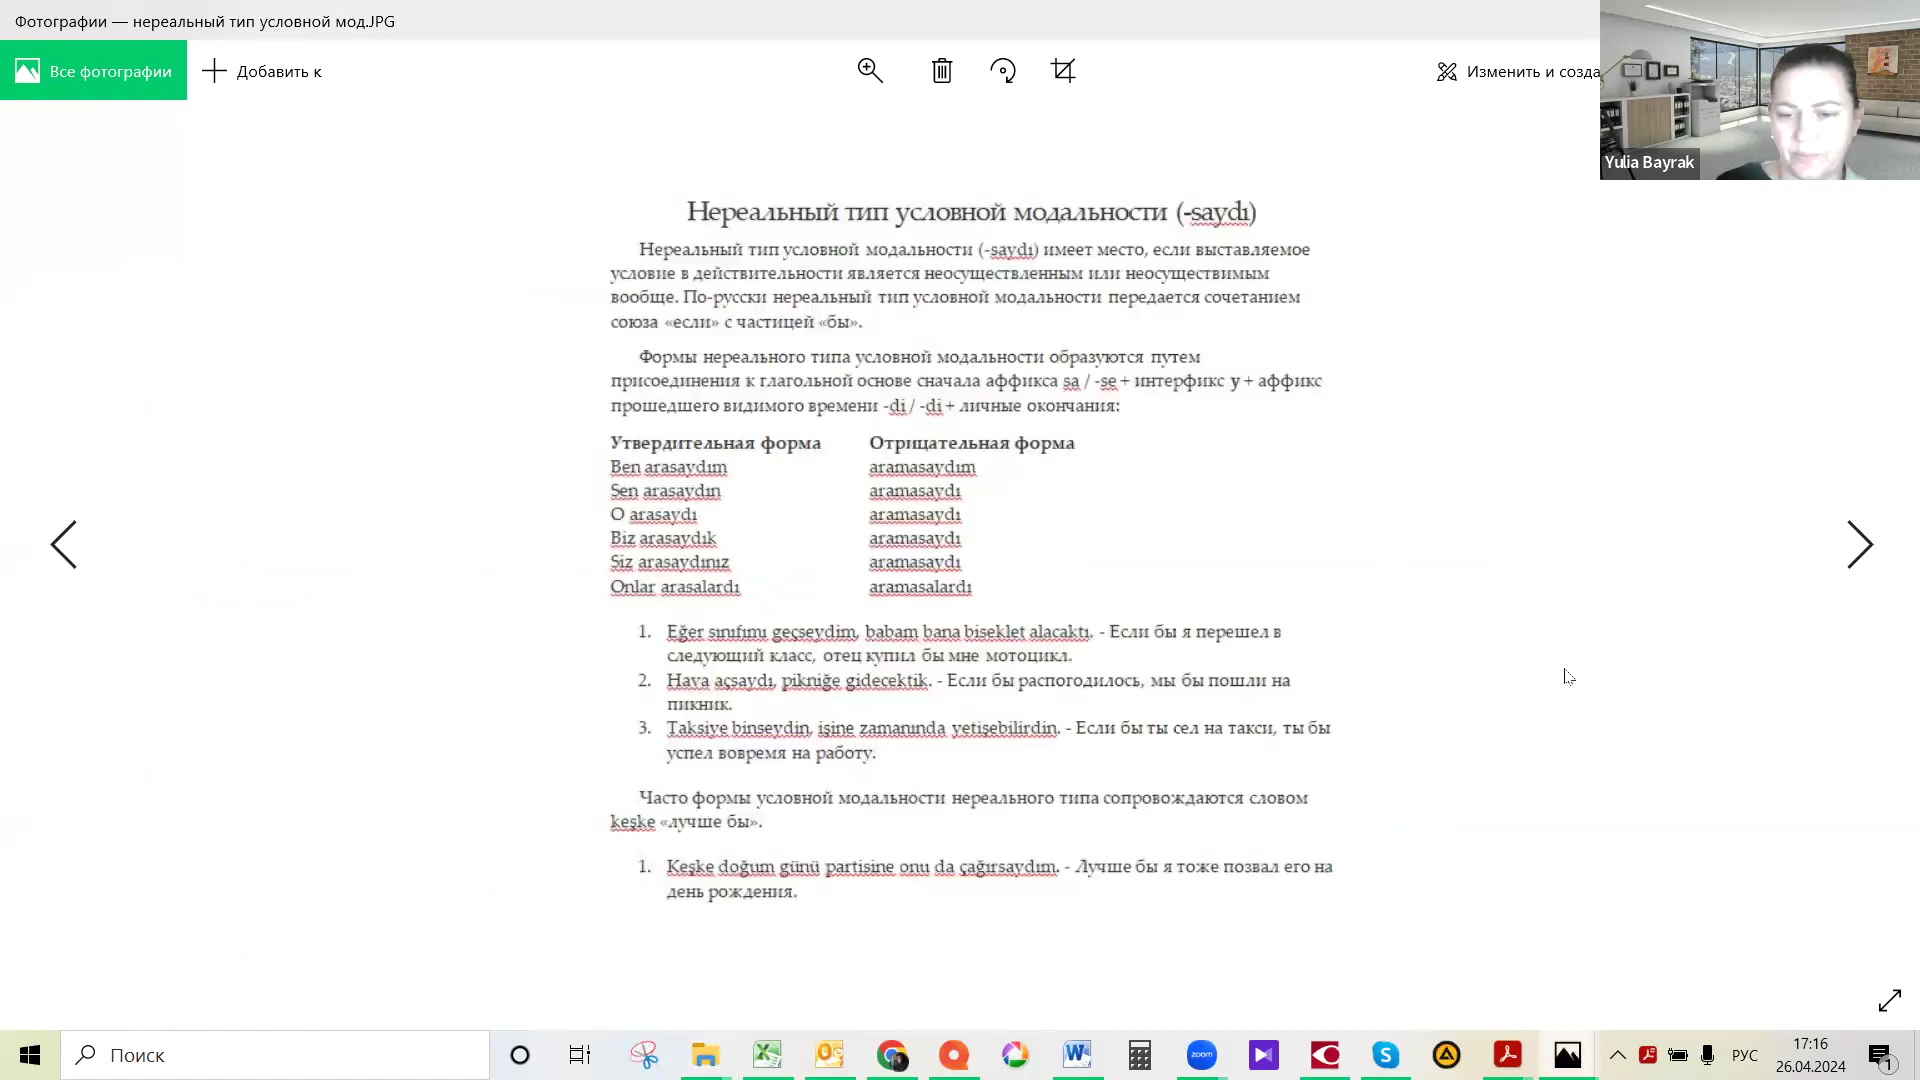 Фотографии — нереальный тип условной мод.JPG
Все фотографии
Добавить к
Изменить и созда
Yulia Bayrak
Нереальный тип условной модальности (-saydı)
Нереальный тип условной модальности (-saydı) имеет место, если выставляемое
условие в действительности является неосуществленным или неосуществимым
вообще. По-русски нереальный тип условной модальности передается сочетанием
союза «если» с частицей «бы».
Формы нереального типа условной модальности образуются путем
присоединения к глагольной основе сначала аффикса sa / -se + интерфикс y + аффикс
прошедшего видимого времени -di / -di + личные окончания:
Утвердительная форма Отрицательная форма
Ben arasaydım aramasaydım
Sen arasaydın aramasaydı
O arasaydı aramasaydı
Biz arasaydık aramasaydı
Siz arasaydınız aramasaydı
Onlar arasalardı aramasalardı
1. Eğer sınıfımı geçseydim, babam bana biseklet alacaktı. - Если бы я перешел в
следующий класс, отец купил бы мне мотоцикл.
2. Hava açsaydı, pikniğe gidecektik. - Если бы распогодилось, мы бы пошли на
пикник.
3. Taksiye binseydin, işine zamanında yetişebilirdin. - Если бы ты сел на такси, ты бы
успел вовремя на работу.
Часто формы условной модальности нереального типа сопровождаются словом
keşke «лучше бы».
1. Keşke doğum günü partisine onu da çağırsaydım. - Лучше бы я тоже позвал его на
день рождения.
Поиск
zoom
РУС
17:16
26.04.2024
1